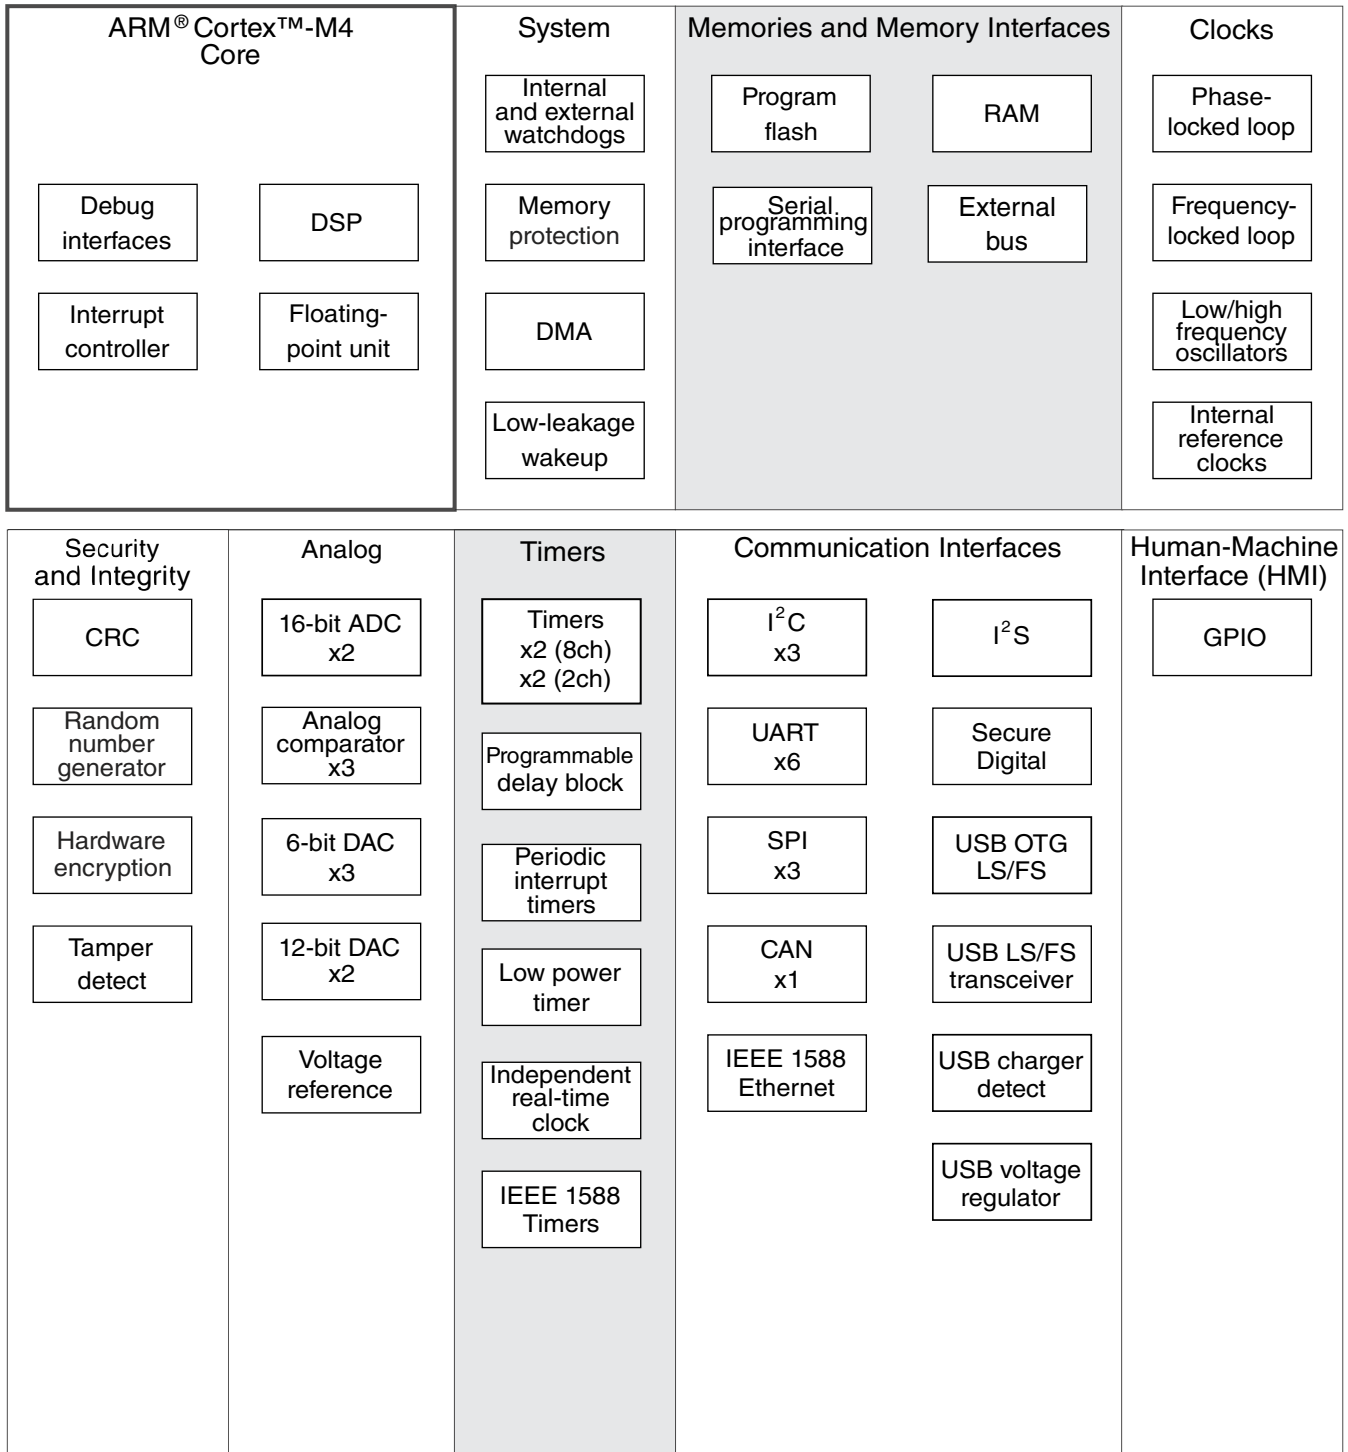 ARM® Cortex™-M4
Core
Debug
interfaces
DSP
Interrupt
controller
Floating-
point unit
System
Internal
and external
watchdogs
Memory
protection
DMA
Low-leakage
wakeup
Memories and Memory Interfaces
Program
flash
RAM
Serial
programming
interface
External
bus
Clocks
Phase-
locked loop
Frequency-
locked loop
Low/high
frequency
oscillators
Internal
reference
clocks
Security
and Integrity
CRC
Random
number
generator
Hardware
encryption
Tamper
detect
Analog
16-bit ADC
x2
Analog
comparator
x3
6-bit DAC
x3
12-bit DAC
x2
Voltage
reference
Timers
Timers
x2 (8ch)
x2 (2ch)
Programmable
delay block
Periodic
interrupt
timers
Low power
timer
Independent
real-time
clock
IEEE 1588
Timers
Communication Interfaces
I²C
x3
I²S
UART
x6
Secure
Digital
SPI
x3
USB OTG
LS/FS
CAN
x1
USB LS/FS
transceiver
IEEE 1588
Ethernet
USB charger
detect
USB voltage
regulator
Human-Machine
Interface (HMI)
GPIO